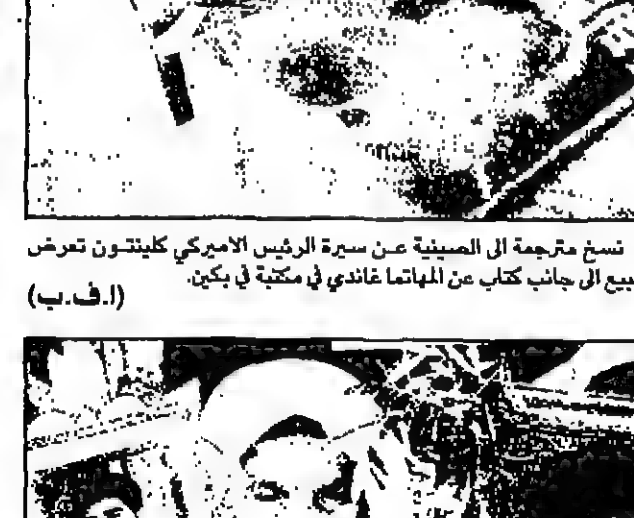 نسخ مترجمة الى الصينية عن سيرة الرئيس الاميركي كلينتون تعرض
بيع الى جانب كتاب عن المهاتما غاندي في مكتبة في بكين.
(ا.ف.ب)